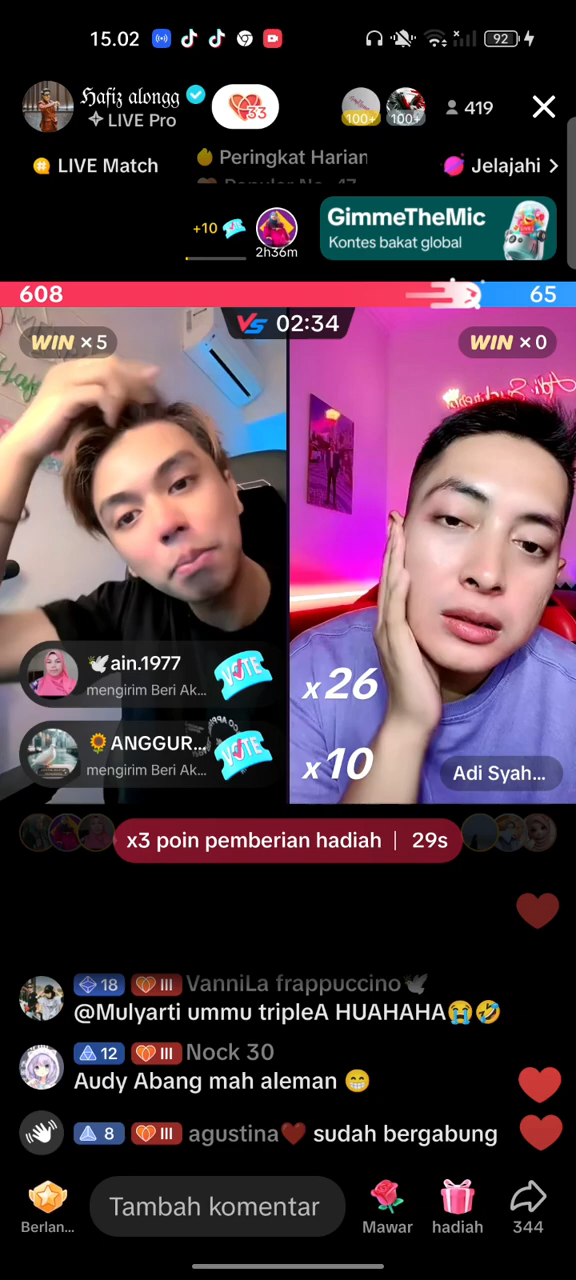 15.02
92
Hafiz alongg
LIVE Pro
33
100+
100+
419
LIVE Match
Peringkat Harian
Jelajahi
+10
2h36m
GimmeTheMic
Kontes bakat global
608
65
VS 02:34
WIN × 5
WIN × 0
🕊️ain.1977
mengirim Beri Ak...
VOTE
x26
🌻ANGGUR...
mengirim Beri Ak...
VOTE
x10
Adi Syah...
x3 poin pemberian hadiah | 29s
18 III VanniLa frappuccino🕊️
@Mulyarti ummu tripleA HUAHAHA😭🤣
12 III Nock 30
Audy Abang mah aleman 😁
8 III agustina❤️ sudah bergabung
Berlan...
Tambah komentar
Mawar
hadiah
344